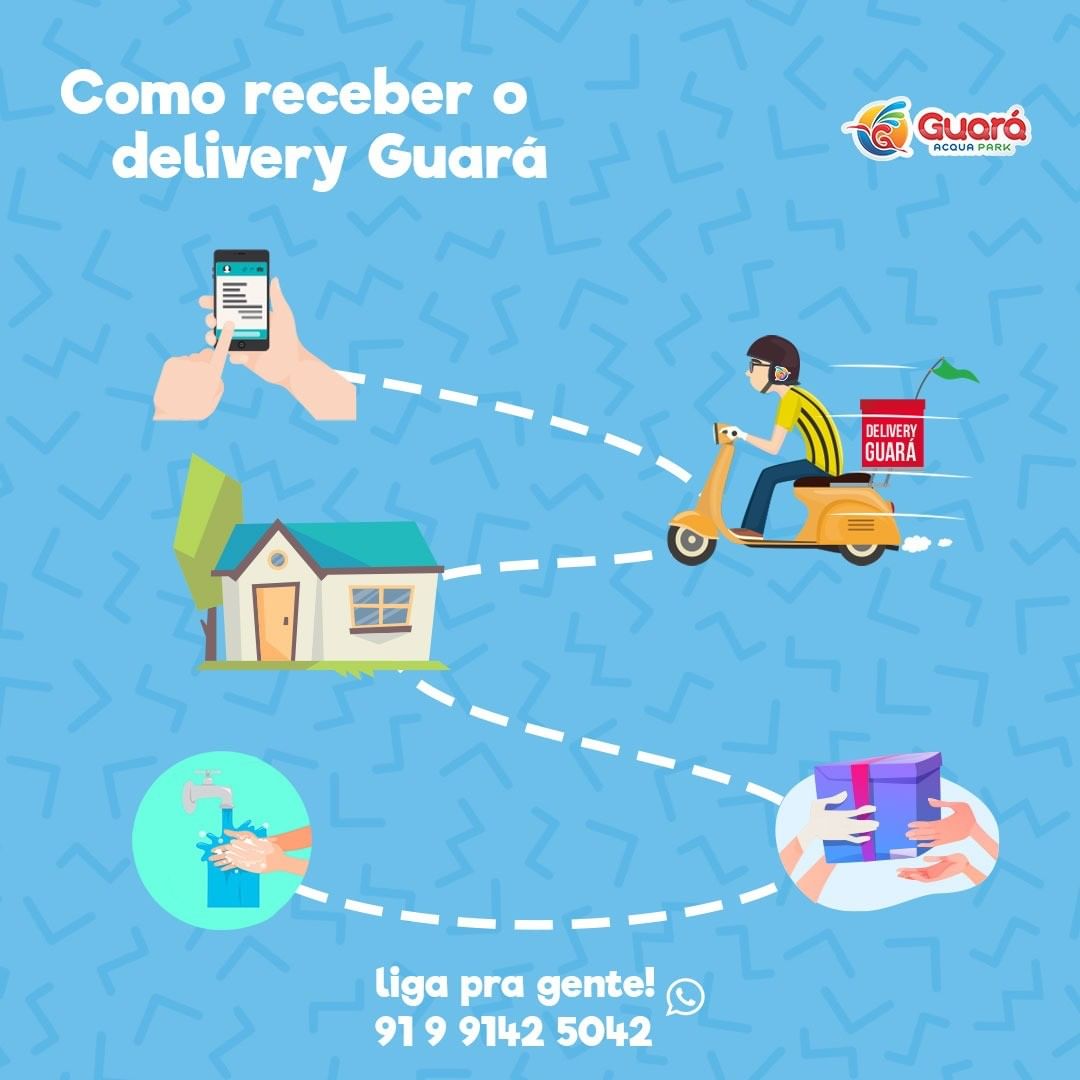 Como receber o
delivery Guará
Guará
ACQUA PARK
DELIVERY
GUARÁ
liga pra gente!
91 9 9142 5042